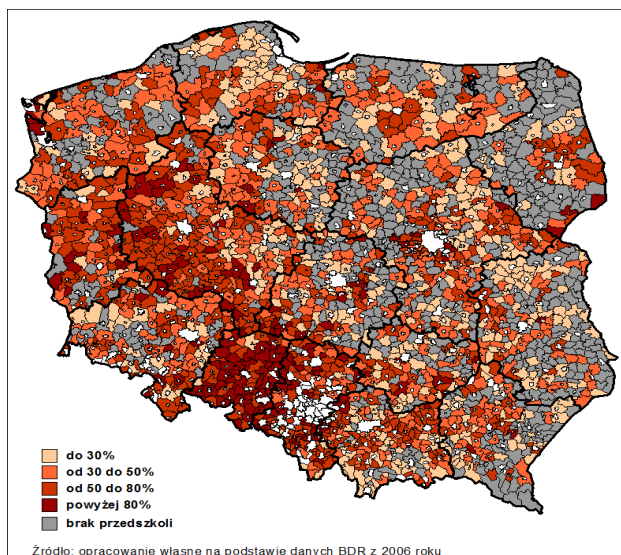 do 30%
od 30 do 50%
od 50 do 80%
powyżej 80%
brak przedszkoli
Źródło: opracowanie własne na podstawie danych BDR z 2006 roku